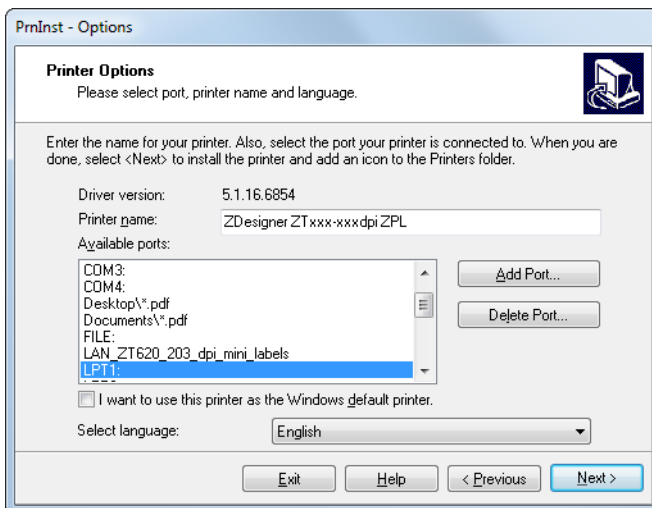 PrnInst - Options
Printer Options
Please select port, printer name and language.
Enter the name for your printer. Also, select the port your printer is connected to. When you are
done, select <Next> to install the printer and add an icon to the Printers folder.
Driver version: 5.1.16.6854
Printer name: ZDesigner ZTxxx-xxxdpi ZPL
Available ports:
COM3:
COM4:
Desktop\*.pdf
Documents\*.pdf
FILE:
LAN_ZT620_203_dpi_mini_labels
LPT1:
Add Port...
Delete Port...
I want to use this printer as the Windows default printer.
Select language: English
Exit Help < Previous Next >